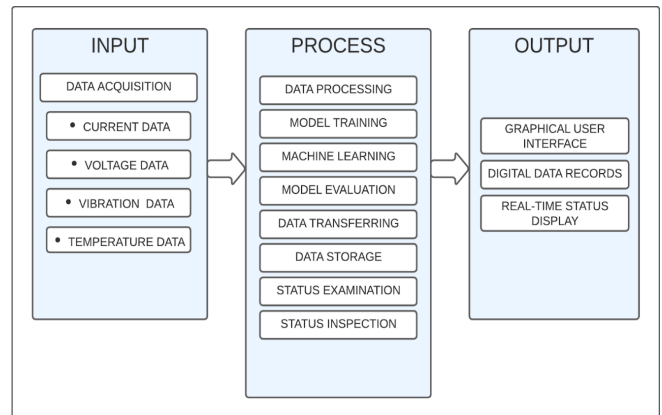 INPUT
DATA ACQUISITION
• CURRENT DATA
• VOLTAGE DATA
• VIBRATION DATA
• TEMPERATURE DATA
PROCESS
DATA PROCESSING
MODEL TRAINING
MACHINE LEARNING
MODEL EVALUATION
DATA TRANSFERRING
DATA STORAGE
STATUS EXAMINATION
STATUS INSPECTION
OUTPUT
GRAPHICAL USER
INTERFACE
DIGITAL DATA RECORDS
REAL-TIME STATUS
DISPLAY